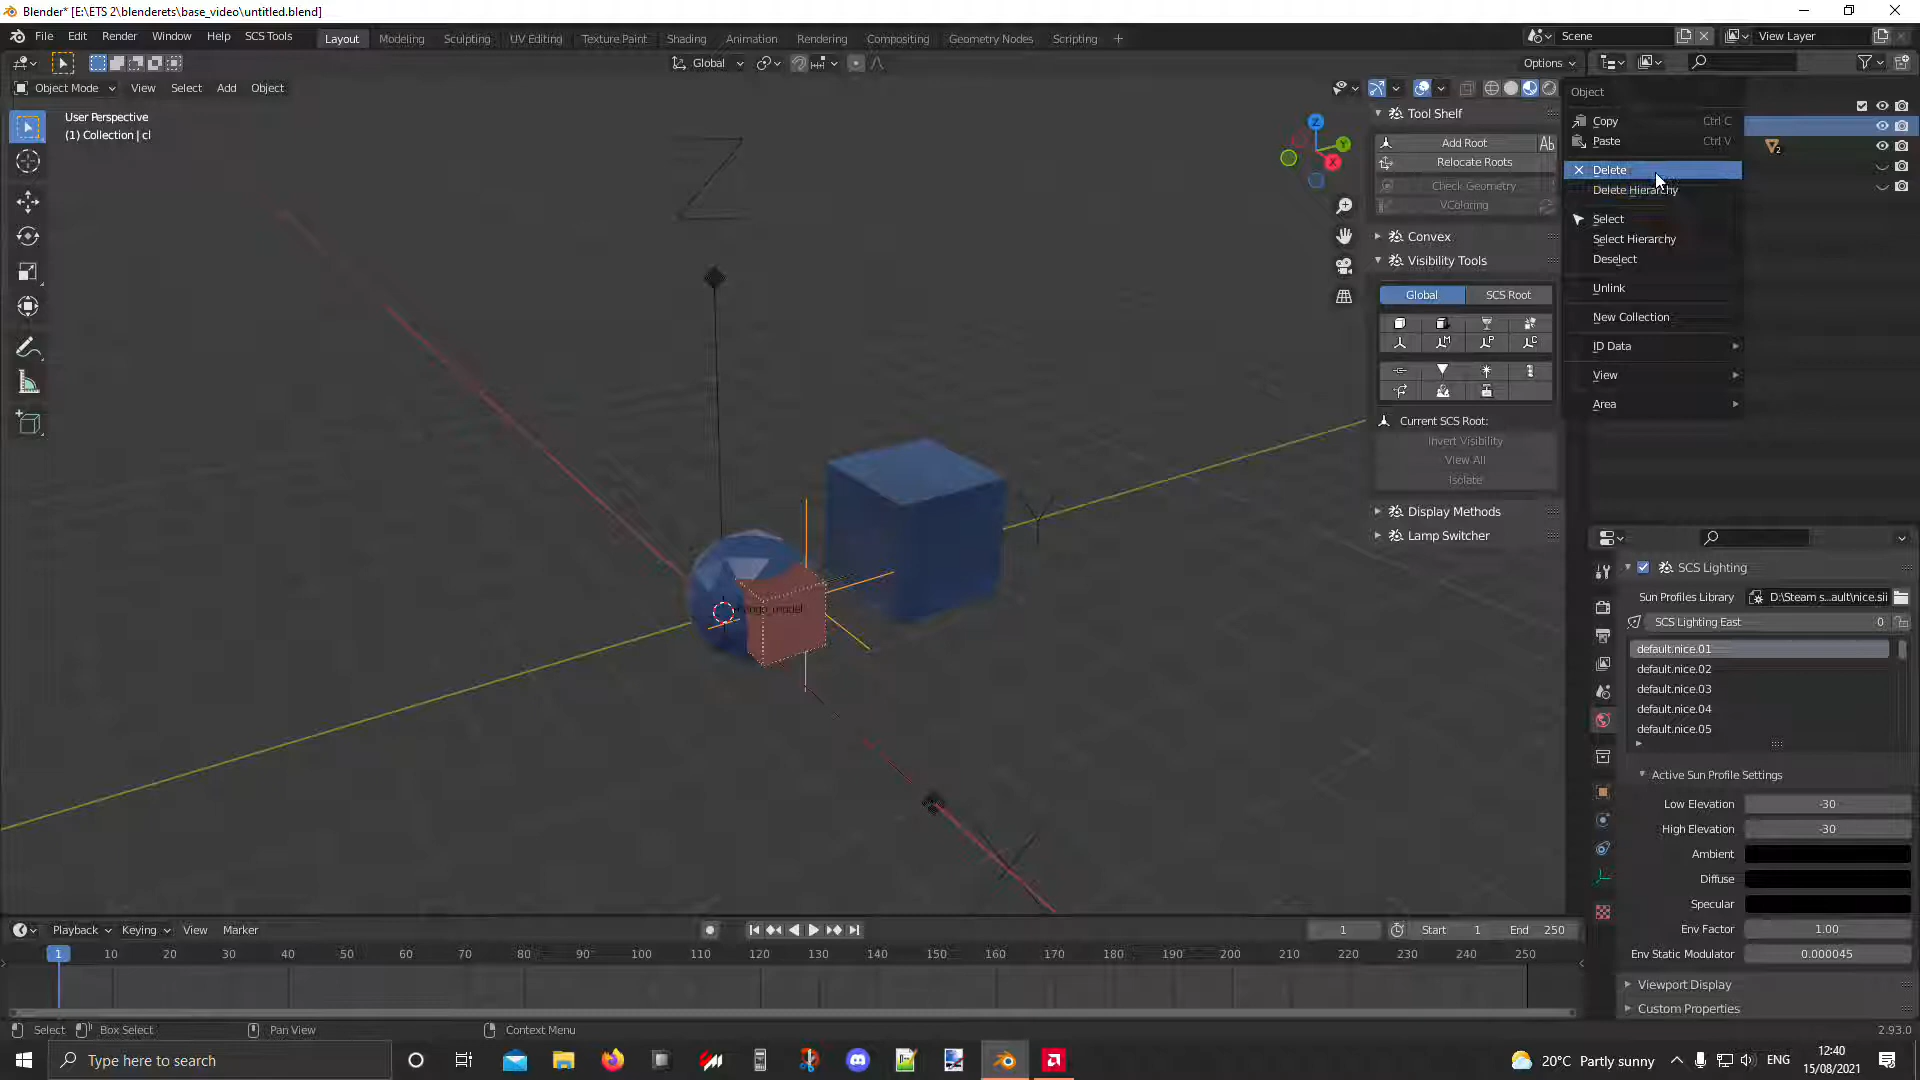 Blender* [E:\ETS 2\blenderets\base_video\untitled.blend]
File Edit Render Window Help SCS Tools Layout Modeling Sculpting UV Editing Texture Paint Shading Animation Rendering Compositing Geometry Nodes Scripting + Scene View Layer
Global Options
Object Mode View Select Add Object
User Perspective
(1) Collection | cl
Z
Y
X
Z
Y
X
Tool Shelf
Add Root
Relocate Roots
Check Geometry
VColoring
Convex
Visibility Tools
Global SCS Root
Current SCS Root:
Invert Visibility
View All
Isolate
Display Methods
Lamp Switcher
Object
Copy Ctrl C
Paste Ctrl V
Delete
Delete Hierarchy
Select
Select Hierarchy
Deselect
Unlink
New Collection
ID Data
View
Area
2
SCS Lighting
Sun Profiles Library D:\Steam s...ault\nice.sii
SCS Lighting East 0
default.nice.01
default.nice.02
default.nice.03
default.nice.04
default.nice.05
Active Sun Profile Settings
Low Elevation -30
High Elevation -30
Ambient
Diffuse
Specular
Env Factor 1.00
Env Static Modulator 0.000045
Viewport Display
Custom Properties
Playback Keying View Marker 1 Start 1 End 250
1 10 20 30 40 50 60 70 80 90 100 110 120 130 140 150 160 170 180 190 200 210 220 230 240 250
Select Box Select Pan View Context Menu 2.93.0
Type here to search
20°C Partly sunny ENG
12:40
15/08/2021